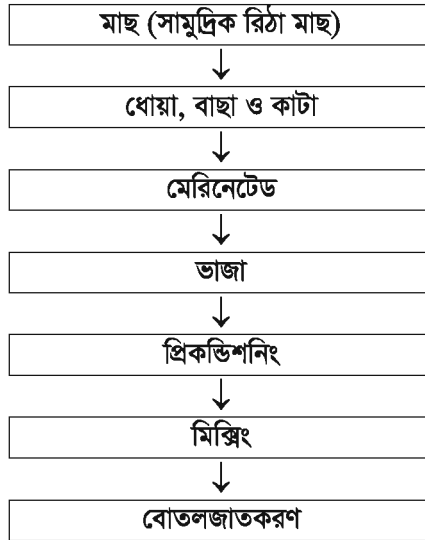 মাছ (সামুদ্রিক রিঠা মাছ)
ধোয়া, বাছা ও কাটা
মেরিনেটেড
ভাজা
প্রিকন্ডিশনিং
মিক্সিং
বোতলজাতকরণ